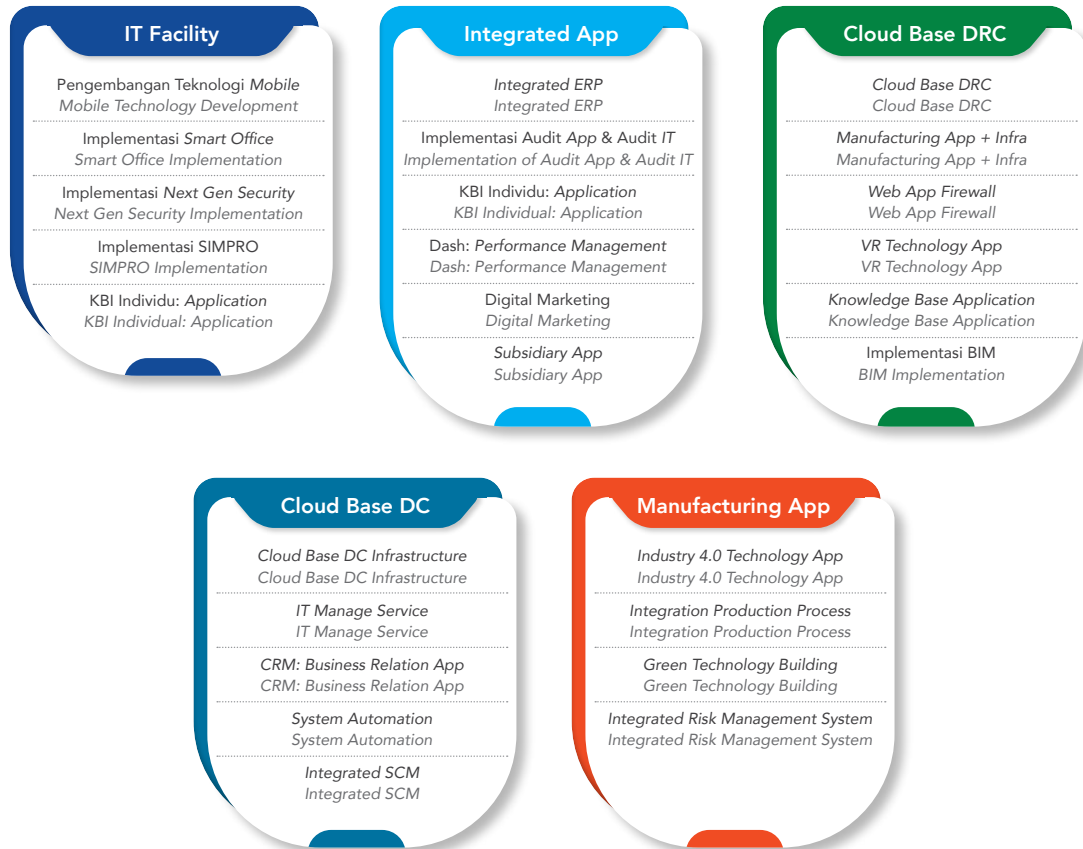 IT Facility
Pengembangan Teknologi Mobile
Mobile Technology Development
Implementasi Smart Office
Smart Office Implementation
Implementasi Next Gen Security
Next Gen Security Implementation
Implementasi SIMPRO
SIMPRO Implementation
KBI Individu: Application
KBI Individual: Application
Integrated App
Integrated ERP
Integrated ERP
Implementasi Audit App & Audit IT
Implementation of Audit App & Audit IT
KBI Individu: Application
KBI Individual: Application
Dash: Performance Management
Dash: Performance Management
Digital Marketing
Digital Marketing
Subsidiary App
Subsidiary App
Cloud Base DRC
Cloud Base DRC
Cloud Base DRC
Manufacturing App + Infra
Manufacturing App + Infra
Web App Firewall
Web App Firewall
VR Technology App
VR Technology App
Knowledge Base Application
Knowledge Base Application
Implementasi BIM
BIM Implementation
Cloud Base DC
Cloud Base DC Infrastructure
Cloud Base DC Infrastructure
IT Manage Service
IT Manage Service
CRM: Business Relation App
CRM: Business Relation App
System Automation
System Automation
Integrated SCM
Integrated SCM
Manufacturing App
Industry 4.0 Technology App
Industry 4.0 Technology App
Integration Production Process
Integration Production Process
Green Technology Building
Green Technology Building
Integrated Risk Management System
Integrated Risk Management System